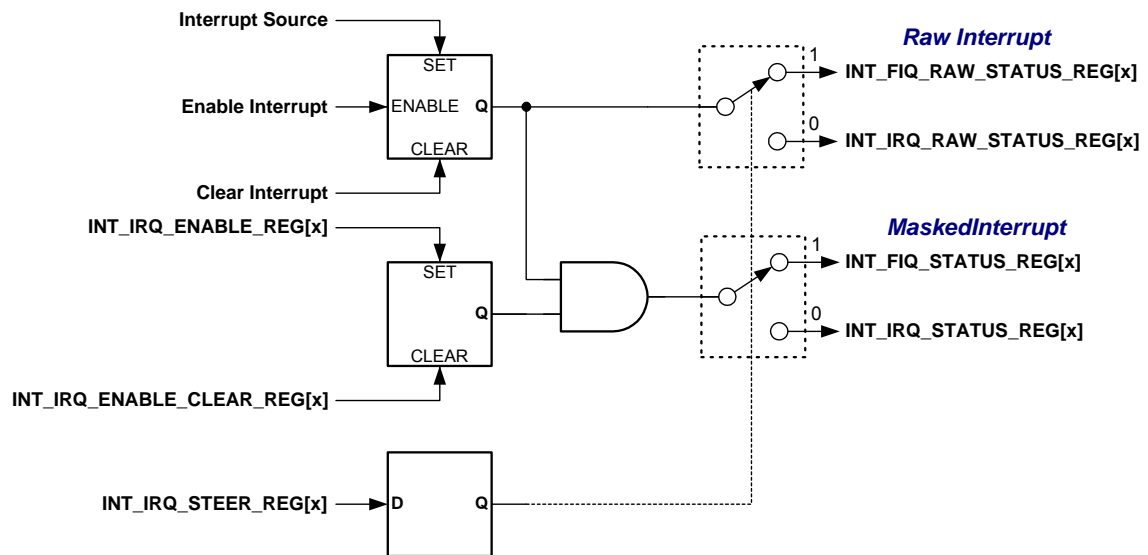 Interrupt Source
SET
Enable Interrupt
ENABLE
Q
CLEAR
Clear Interrupt
Raw Interrupt
1
INT_FIQ_RAW_STATUS_REG[x]
0
INT_IRQ_RAW_STATUS_REG[x]
INT_IRQ_ENABLE_REG[x]
SET
Q
CLEAR
INT_IRQ_ENABLE_CLEAR_REG[x]
MaskedInterrupt
1
INT_FIQ_STATUS_REG[x]
0
INT_IRQ_STATUS_REG[x]
INT_IRQ_STEER_REG[x]
D
Q